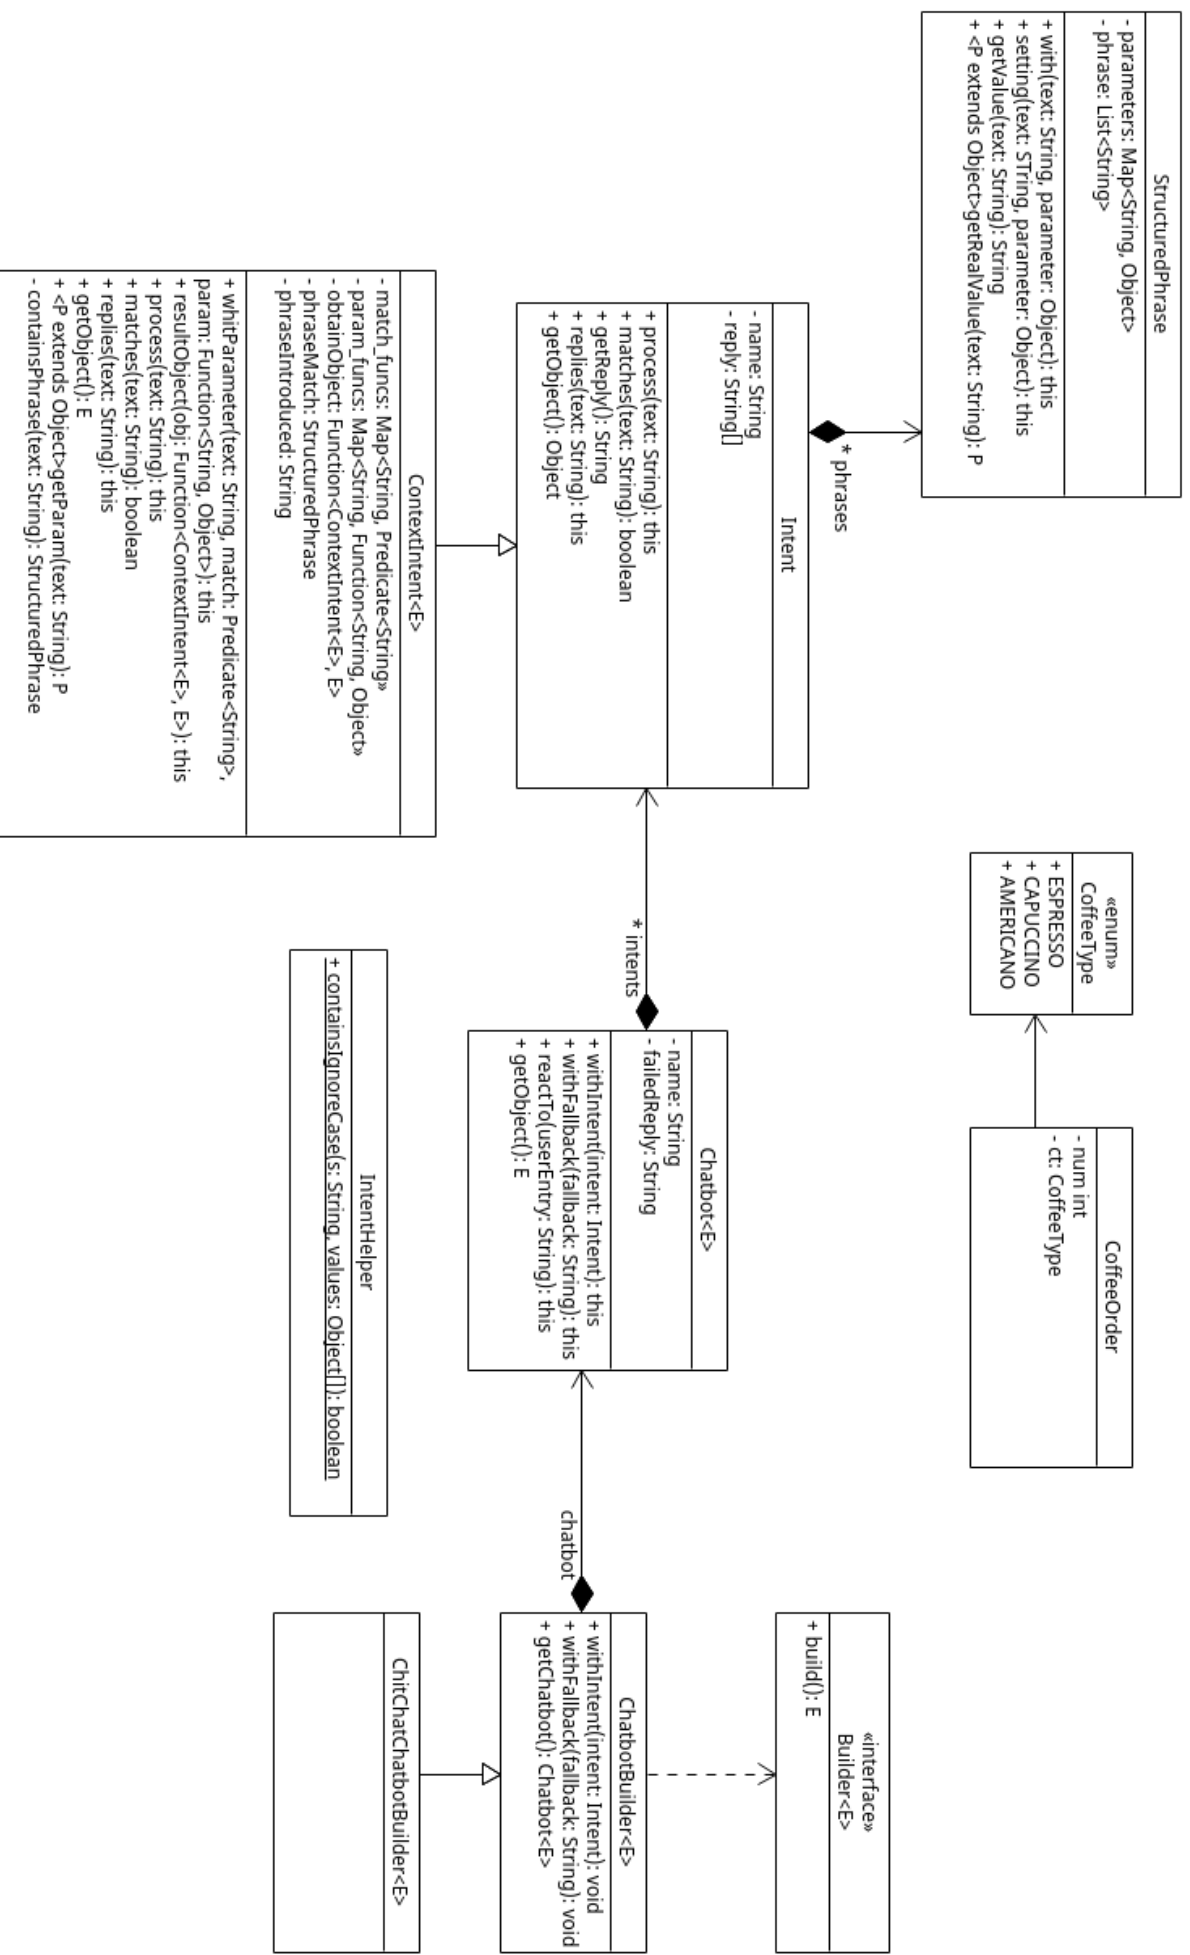 StructuredPhrase
- parameters: Map<String, Object>
- phrase: List<String>
+ with(text: String, parameter: Object): this
+ setting(text: STring, parameter: Object): this
+ getValue(text: String): String
+ <P extends Object>getRealValue(text: String): P
«enum»
CoffeeType
+ ESPRESSO
+ CAPUCCINO
+ AMERICANO
CoffeeOrder
- num int
- ct: CoffeeType
* phrases
Intent
- name: String
- reply: String[]
+ process(text: String): this
+ matches(text: String): boolean
+ getReply(): String
+ replies(text: String): this
+ getObject(): Object
* intents
Chatbot<E>
- name: String
- failedReply: String
+ withIntent(intent: Intent): this
+ withFallback(fallback: String): this
+ reactTo(userEntry: String): this
+ getObject(): E
chatbot
«interface»
Builder<E>
+ build(): E
ChatbotBuilder<E>
+ withIntent(intent: Intent): void
+ withFallback(fallback: String): void
+ getChatbot(): Chatbot<E>
ContextIntent<E>
- match_funcs: Map<String, Predicate<String»
- param_funcs: Map<String, Function<String, Object»
- obtainObject: Function<ContextIntent<E>, E>
- phraseMatch: StructuredPhrase
- phraseIntroduced: String
+ whitParameter(text: String, match: Predicate<String>,
param: Function<String, Object>): this
+ resultObject(obj: Function<ContextIntent<E>, E>): this
+ process(text: String): this
+ matches(text: String): boolean
+ replies(text: String): this
+ getObject(): E
+ <P extends Object>getParam(text: String): P
- containsPhrase(text: String): StructuredPhrase
IntentHelper
+ containsIgnoreCase(s: String, values: Object[]): boolean
ChitChatChatbotBuilder<E>